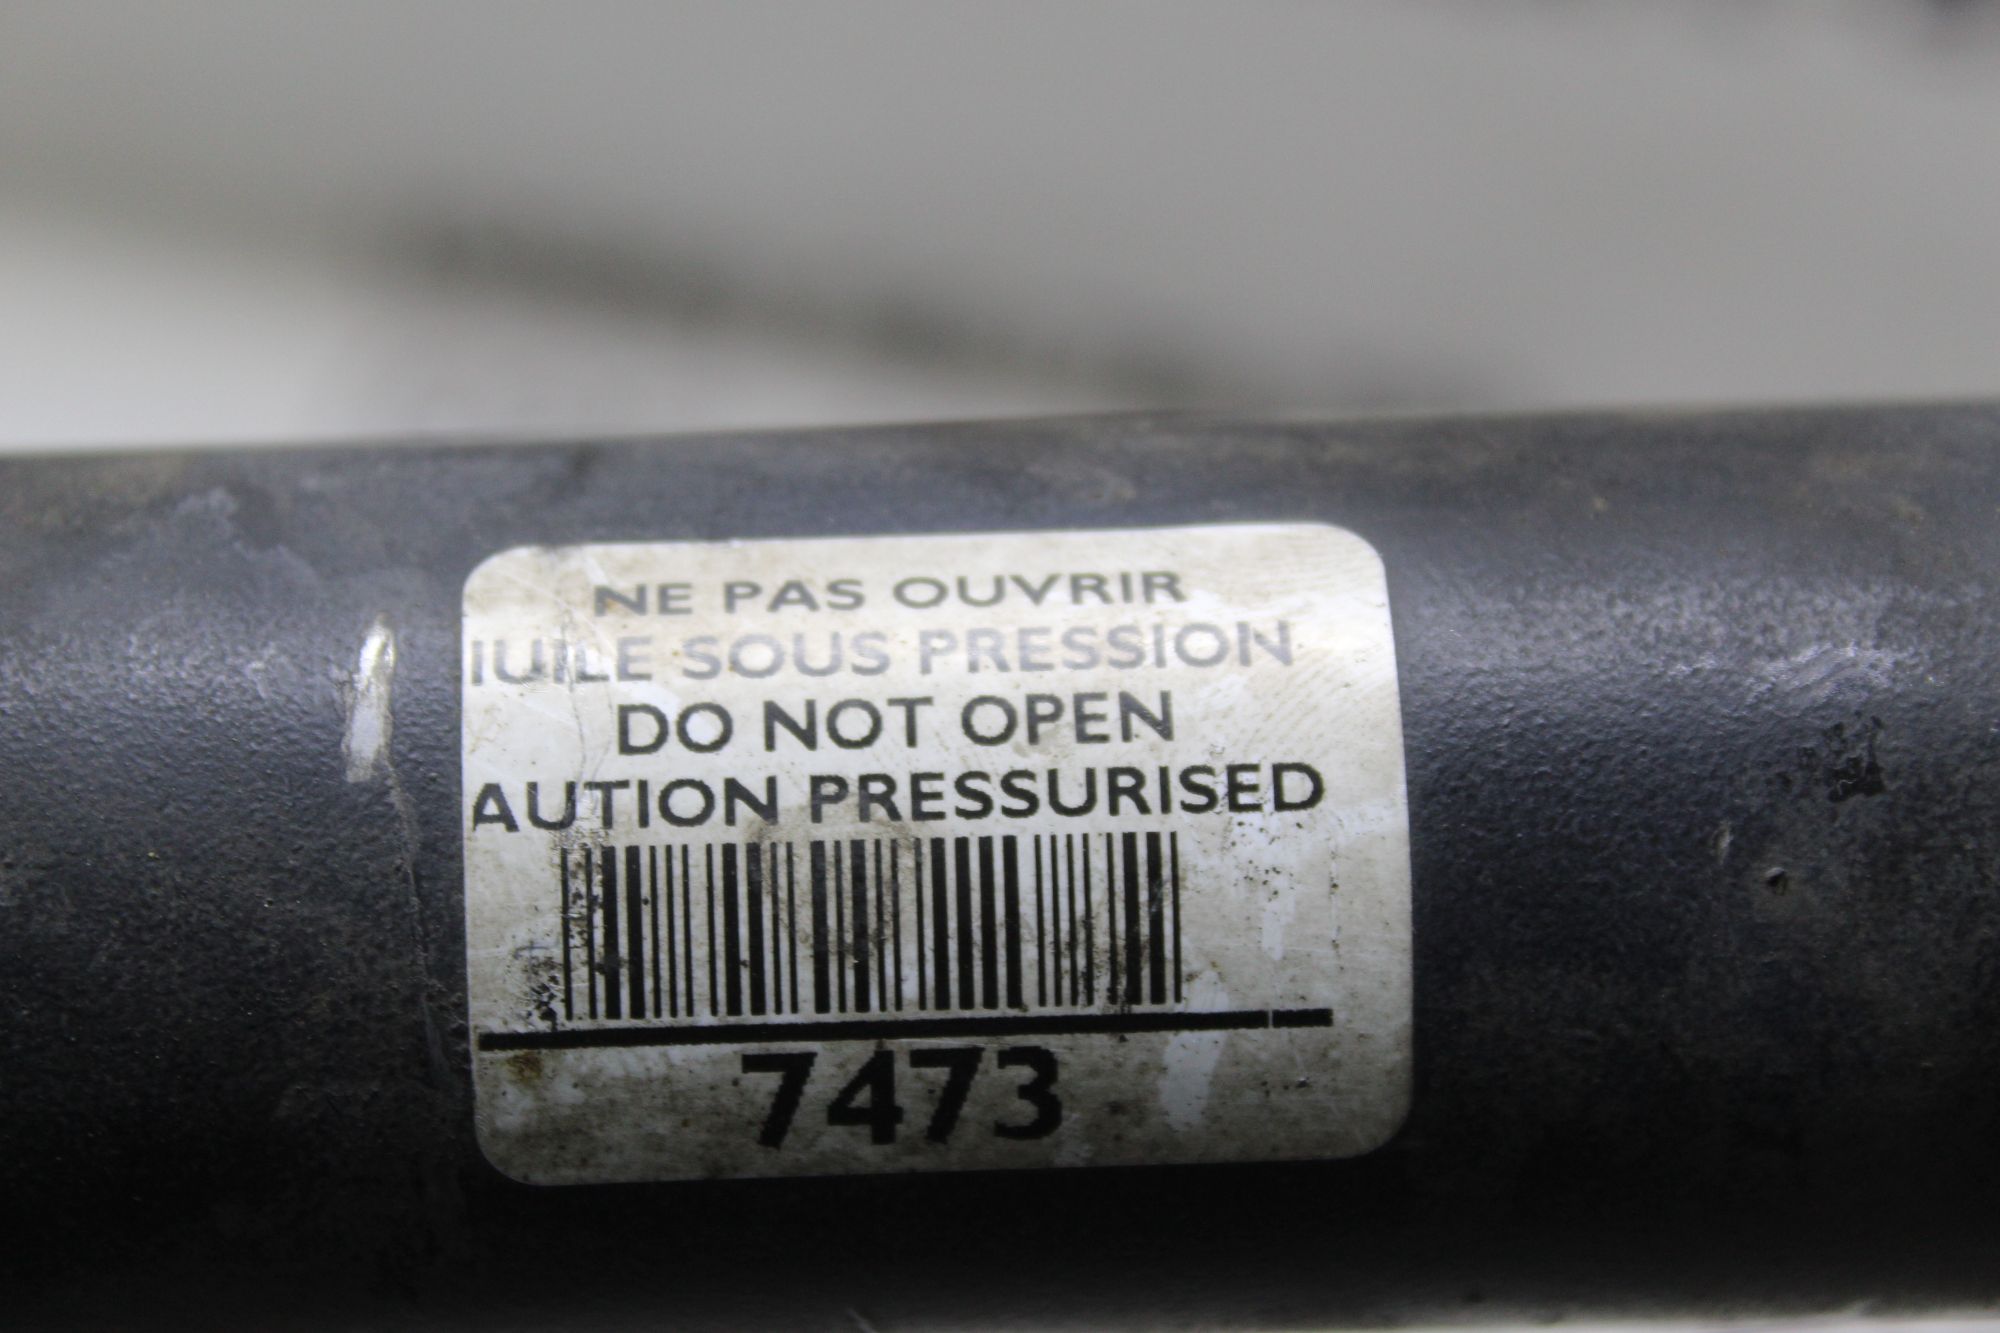 NE PAS OUVRIR
IUILE SOUS PRESSION
DO NOT OPEN
AUTION PRESSURISED
7473